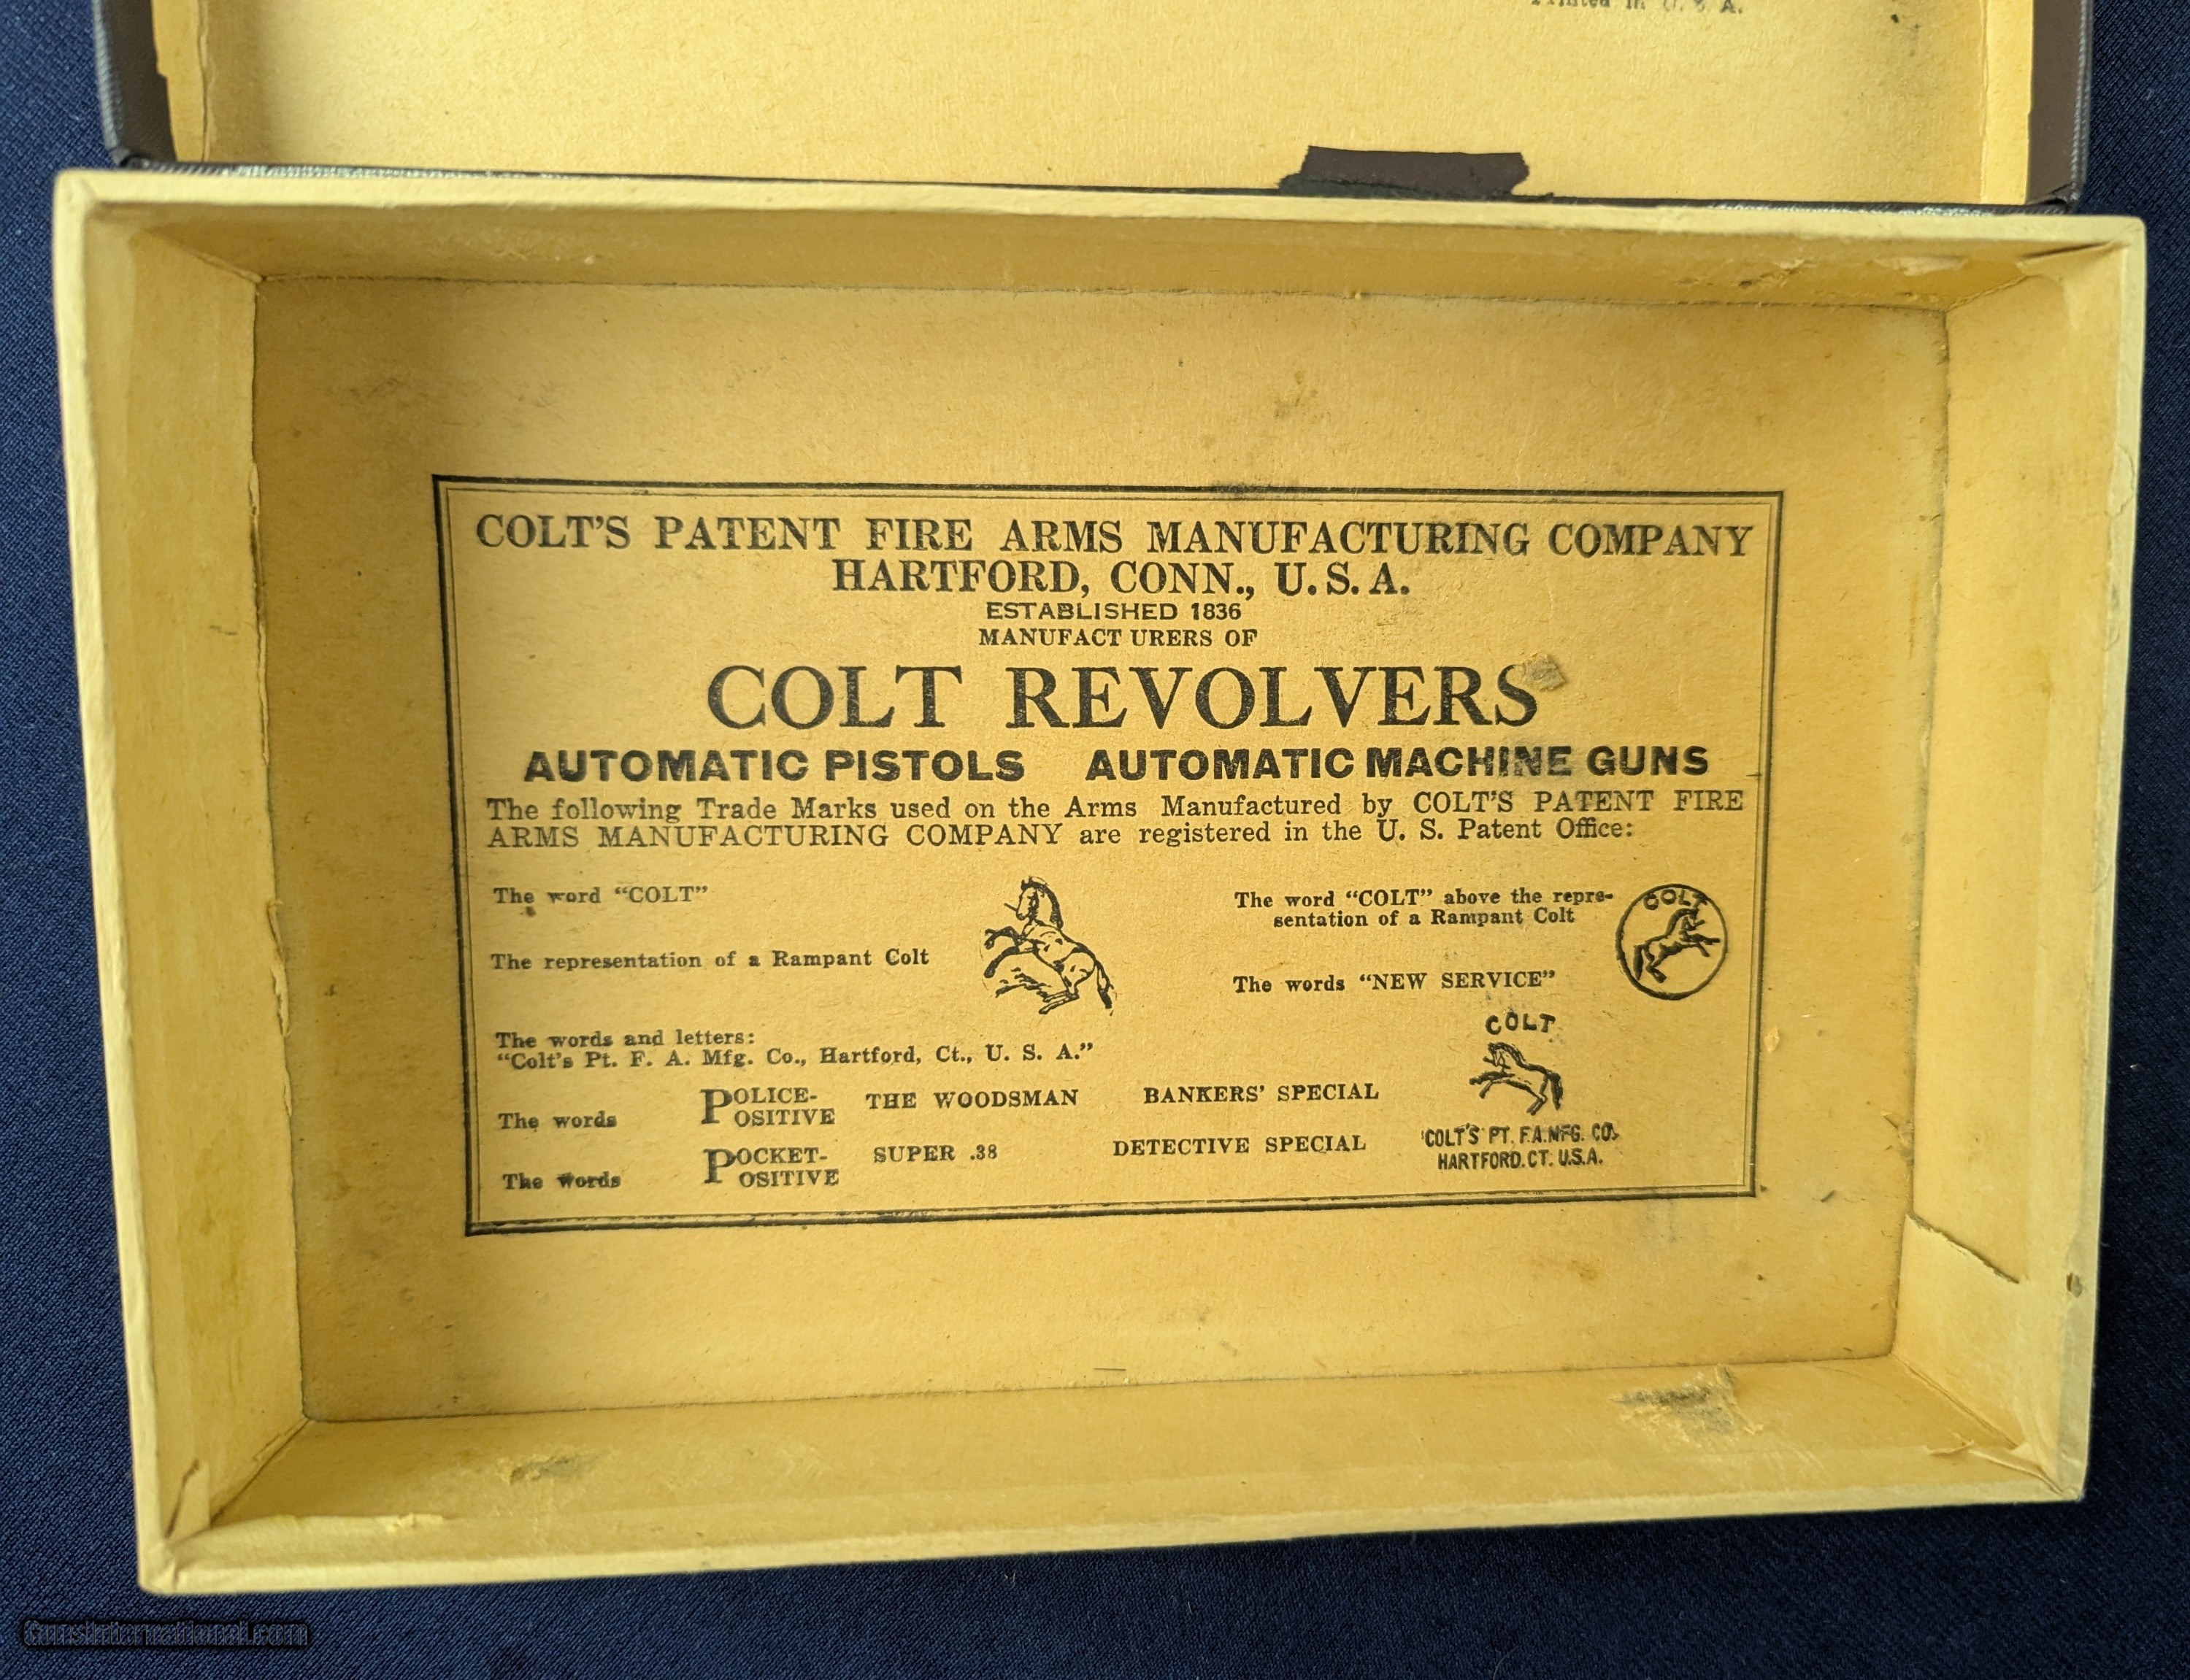 Printed in U. S. A.
COLT'S PATENT FIRE ARMS MANUFACTURING COMPANY
HARTFORD, CONN., U. S. A.
ESTABLISHED 1836
MANUFACT URERS OF
COLT REVOLVERS
AUTOMATIC PISTOLS AUTOMATIC MACHINE GUNS
The following Trade Marks used on the Arms Manufactured by COLT'S PATENT FIRE
ARMS MANUFACTURING COMPANY are registered in the U. S. Patent Office:
The word “COLT”
The representation of a Rampant Colt
The word “COLT” above the repre-
sentation of a Rampant Colt
COLT
The words “NEW SERVICE”
The words and letters:
“Colt's Pt. F. A. Mfg. Co., Hartford, Ct., U. S. A.”
COLT
The words POLICE-POSITIVE THE WOODSMAN BANKERS' SPECIAL
The words POCKET-POSITIVE SUPER .38 DETECTIVE SPECIAL
COLT'S PT. F.A.MFG. CO.
HARTFORD.CT. U.S.A.
GunsInternational.com